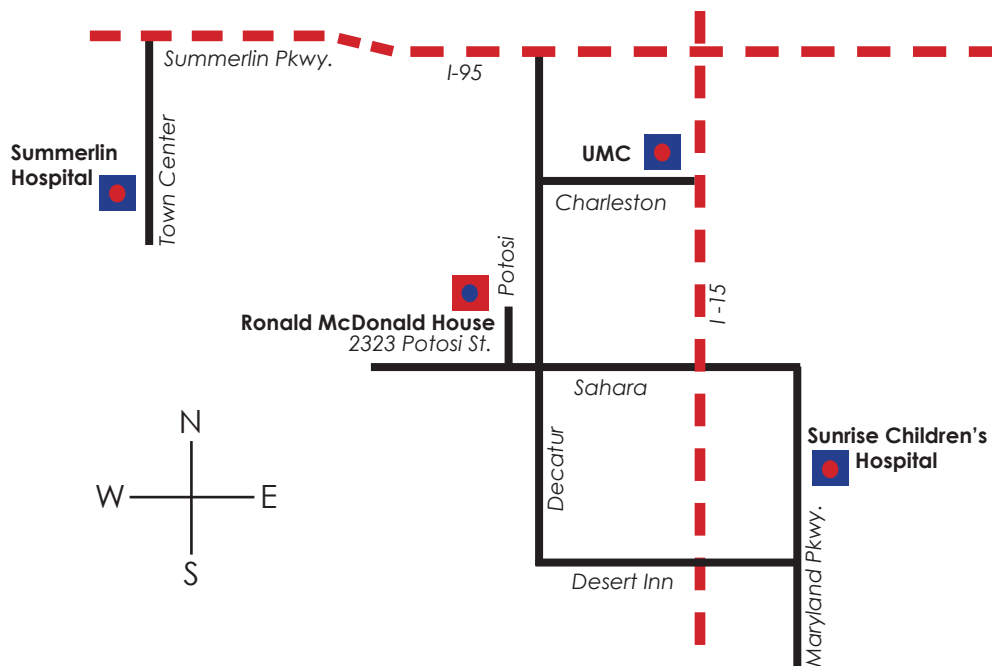 Summerlin Pkwy.
I-95
Summerlin
Hospital
Town Center
UMC
Charleston
Potosi
I -15
Ronald McDonald House
2323 Potosi St.
Sahara
Decatur
Sunrise Children’s
Hospital
N
W
E
S
Desert Inn
Maryland Pkwy.